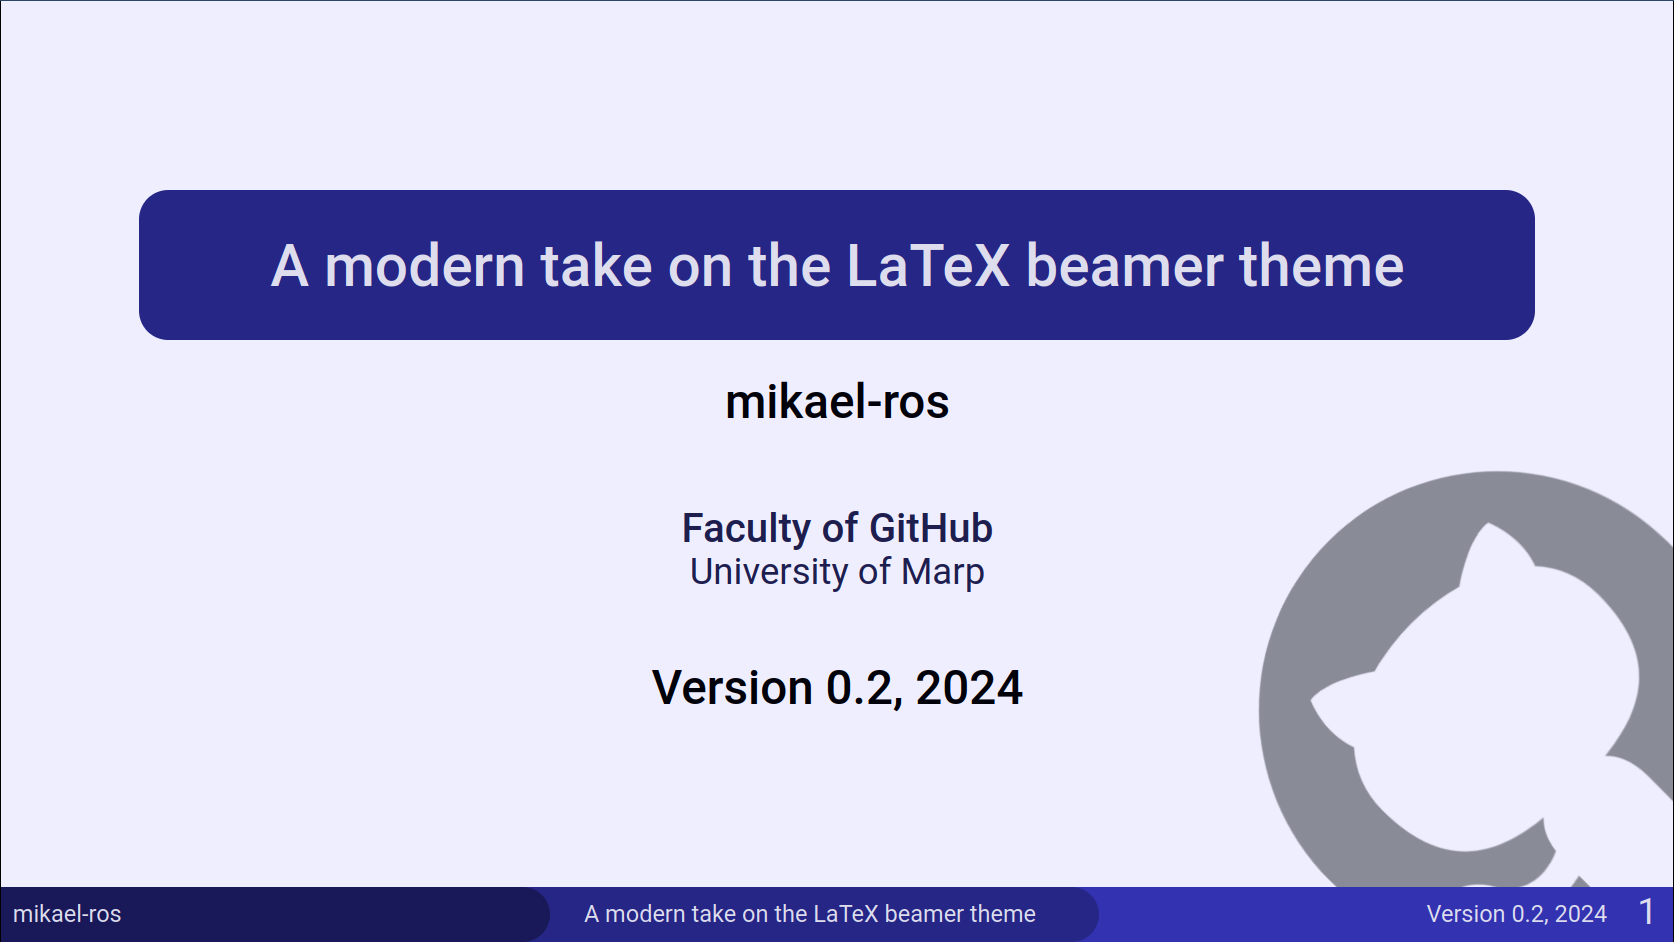 A modern take on the LaTeX beamer theme
mikael-ros
Faculty of GitHub
University of Marp
Version 0.2, 2024
mikael-ros
A modern take on the LaTeX beamer theme
Version 0.2, 2024
1